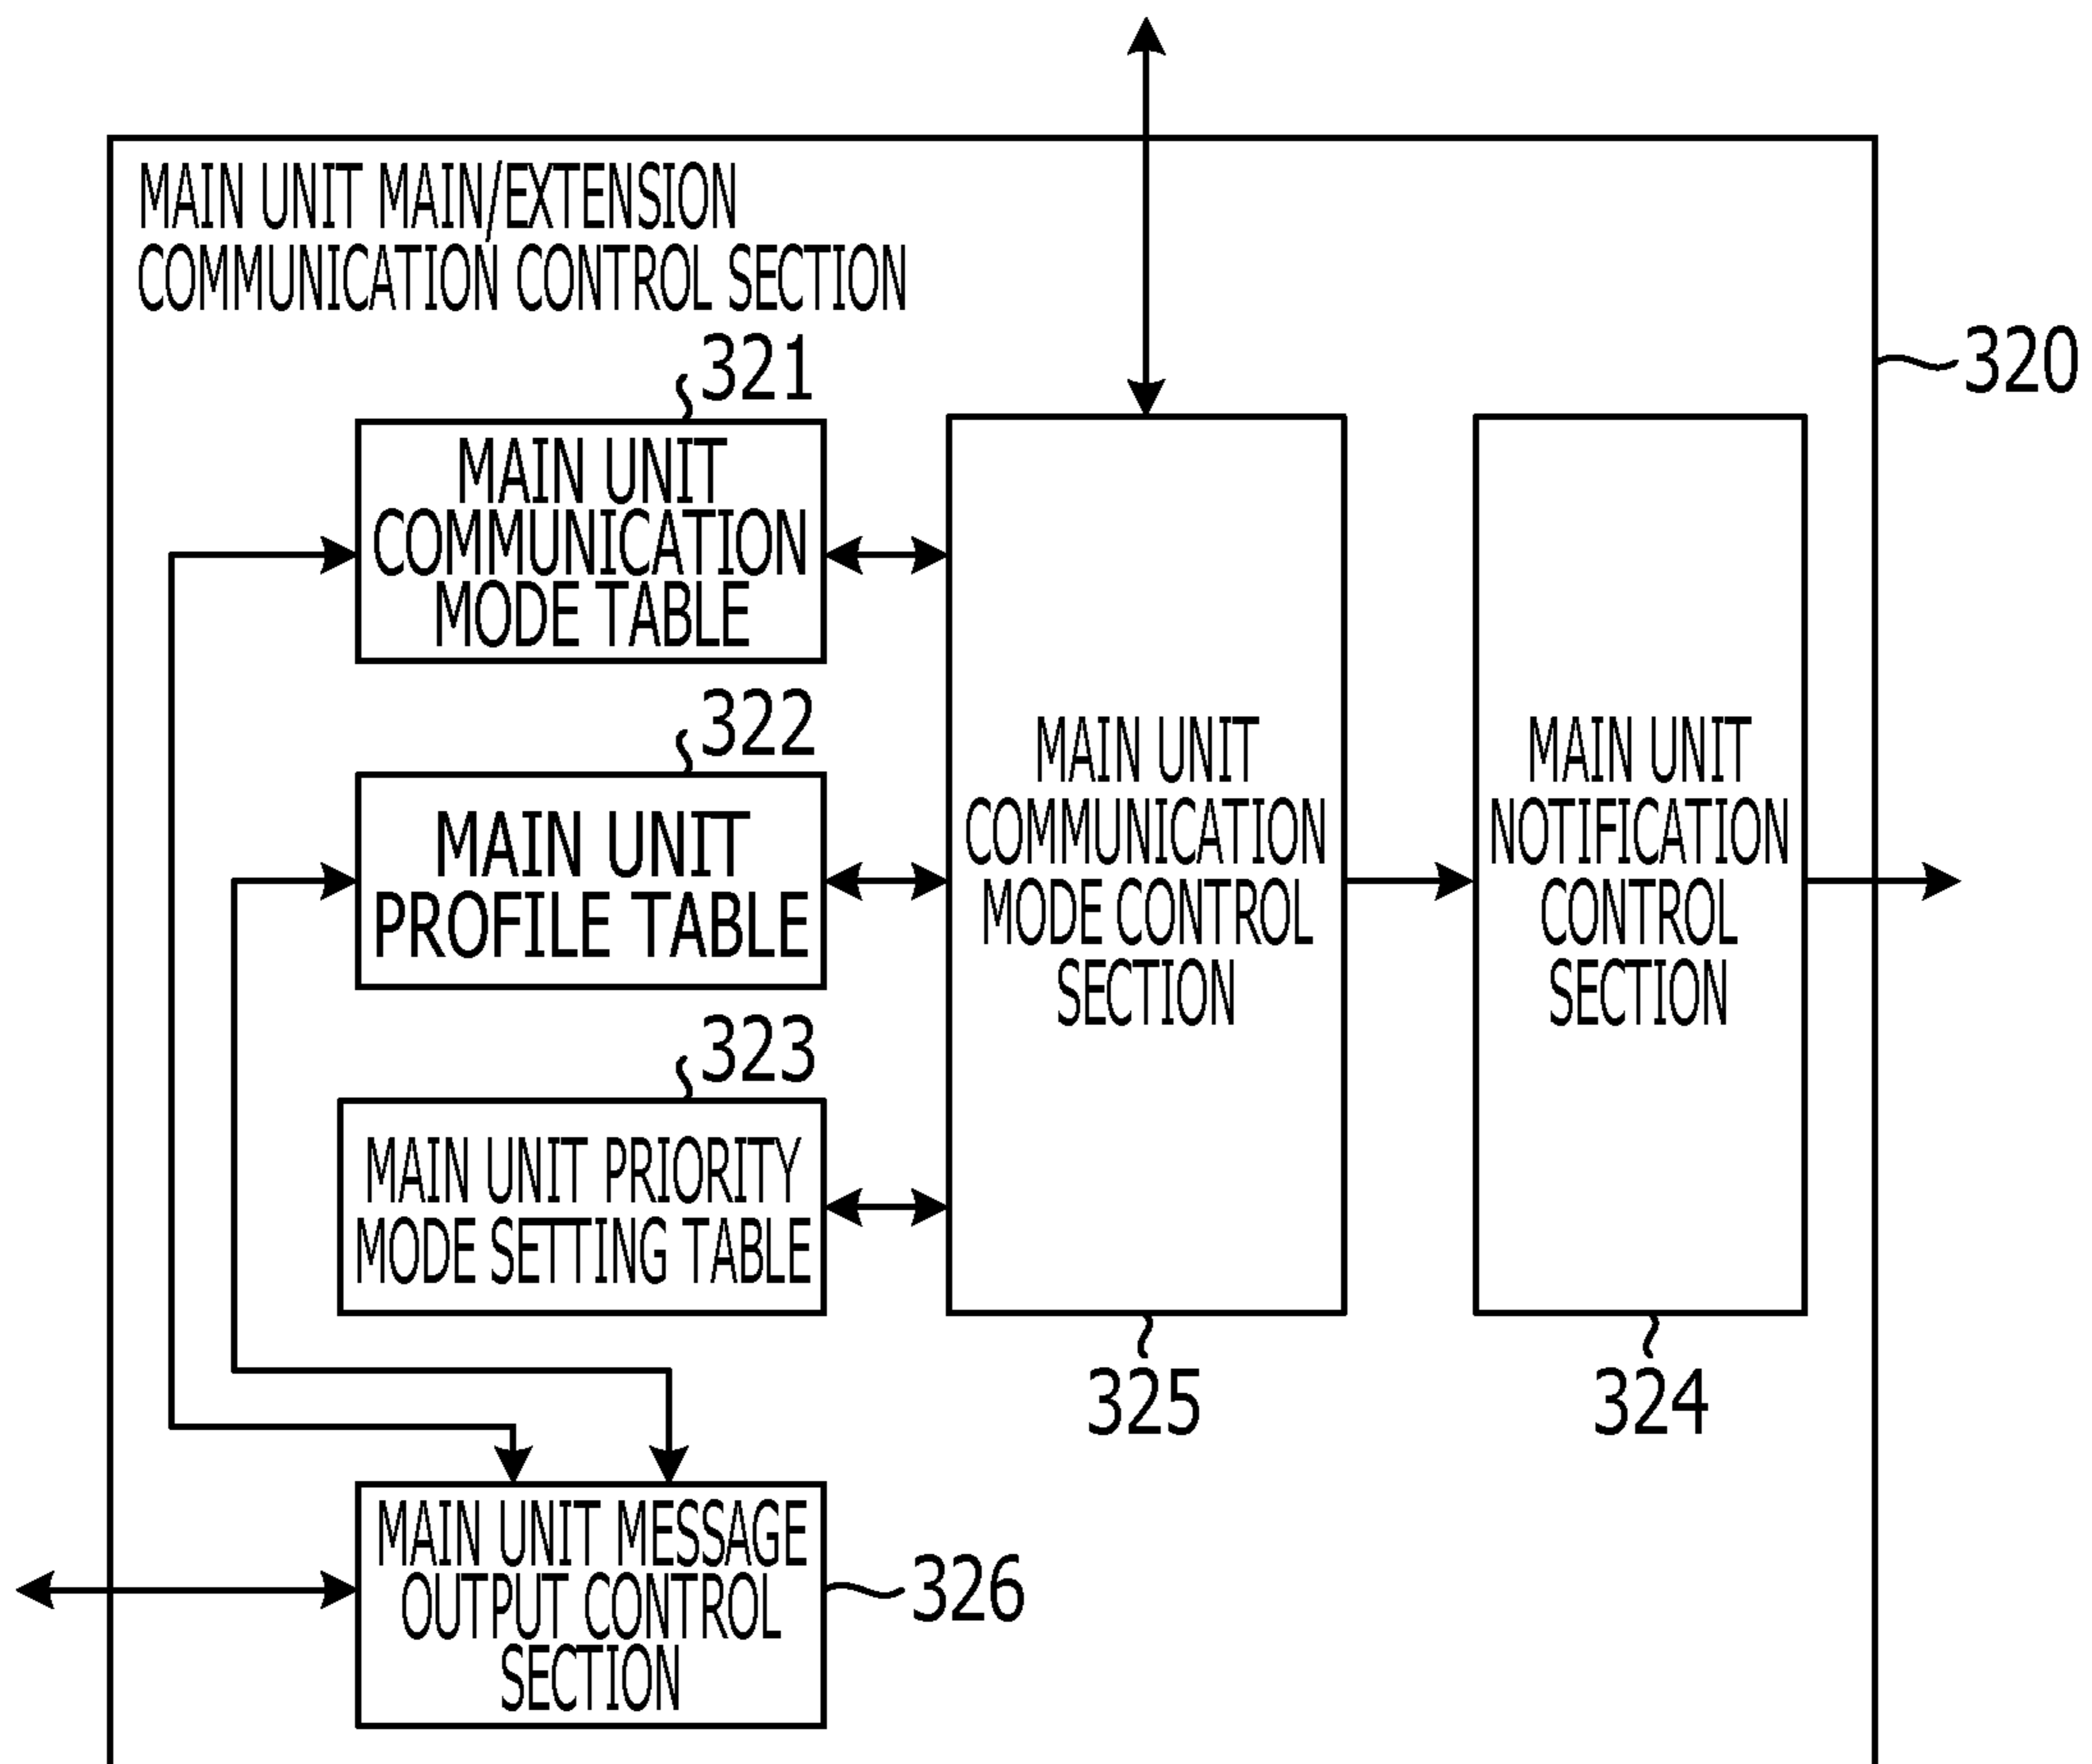 MAIN UNIT MAIN/EXTENSION
COMMUNICATION CONTROL SECTION
320
321
MAIN UNIT
COMMUNICATION
MODE TABLE
322
MAIN UNIT
PROFILE TABLE
323
MAIN UNIT PRIORITY
MODE SETTING TABLE
MAIN UNIT
COMMUNICATION
MODE CONTROL
SECTION
325
MAIN UNIT
NOTIFICATION
CONTROL
SECTION
324
MAIN UNIT MESSAGE
OUTPUT CONTROL
SECTION
326